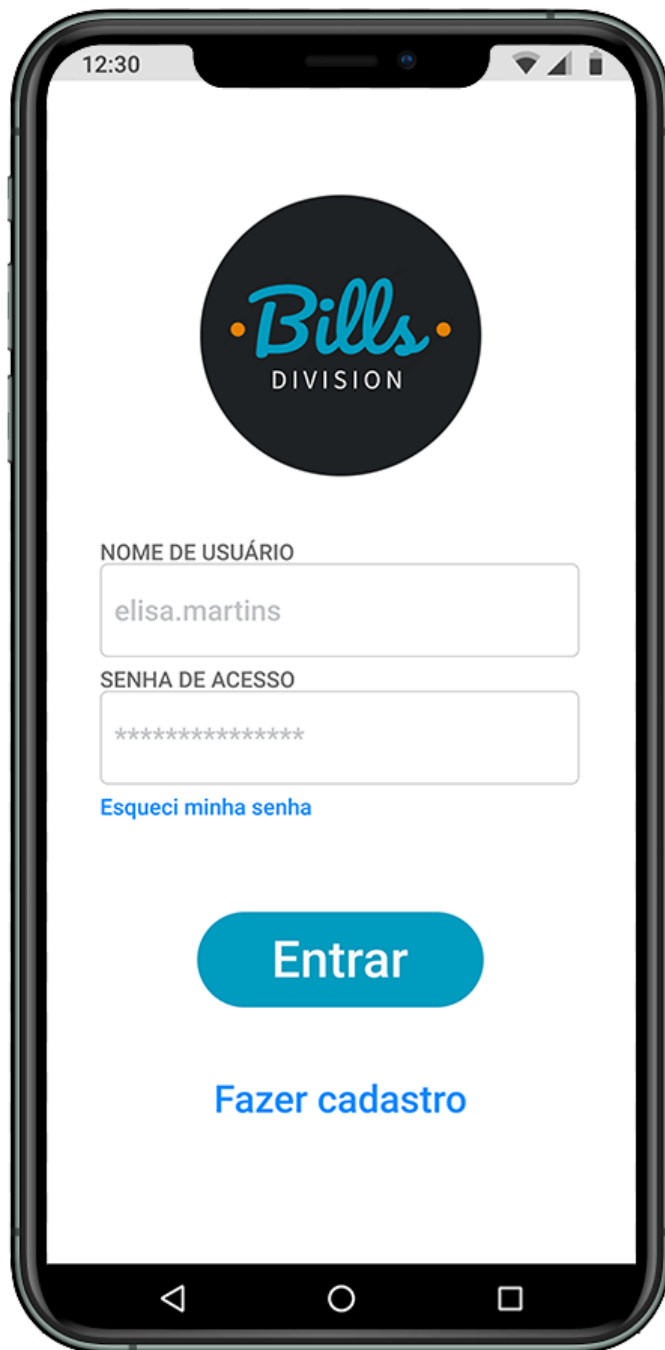 12:30
Bills
DIVISION
NOME DE USUÁRIO
elisa.martins
SENHA DE ACESSO
***************
Esqueci minha senha
Entrar
Fazer cadastro